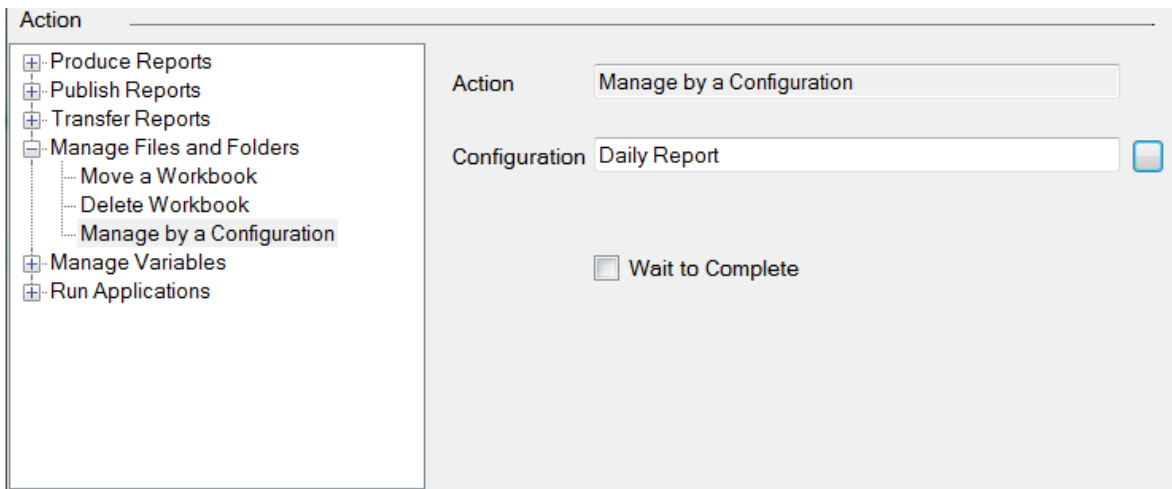 Action
Produce Reports
Publish Reports
Transfer Reports
Manage Files and Folders
Move a Workbook
Delete Workbook
Manage by a Configuration
Manage Variables
Run Applications
Action Manage by a Configuration
Configuration Daily Report
Wait to Complete